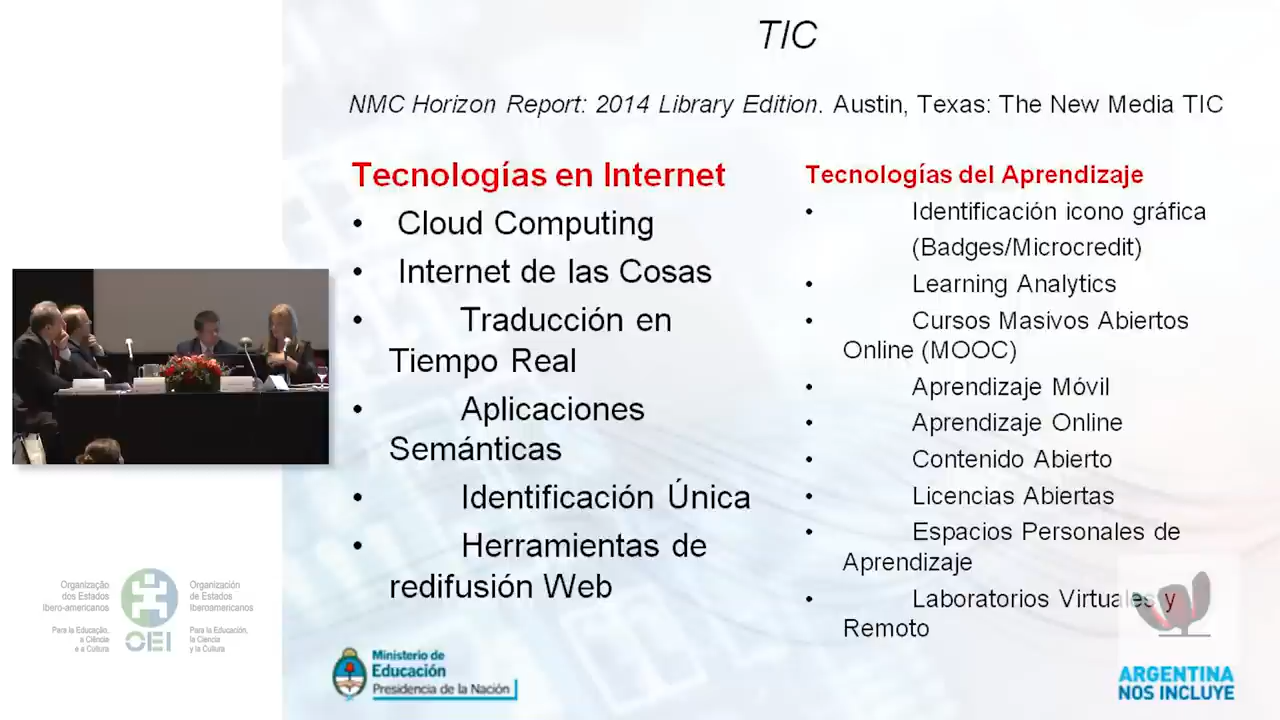 TIC
NMC Horizon Report: 2014 Library Edition. Austin, Texas: The New Media TIC
Tecnologías en Internet
• Cloud Computing
• Internet de las Cosas
• Traducción en
Tiempo Real
• Aplicaciones
Semánticas
• Identificación Única
• Herramientas de
redifusión Web
Tecnologías del Aprendizaje
• Identificación icono gráfica
(Badges/Microcredit)
• Learning Analytics
• Cursos Masivos Abiertos
Online (MOOC)
• Aprendizaje Móvil
• Aprendizaje Online
• Contenido Abierto
• Licencias Abiertas
• Espacios Personales de
Aprendizaje
• Laboratorios Virtuales y
Remoto
Organização
dos Estados
Ibero-americanos
Para la Educação,
a Ciência
e a Cultura
OEI
Organización
de Estados
Iberoamericanos
Para la Educación,
la Ciencia
y la Cultura
Ministerio de
Educación
Presidencia de la Nación
ARGENTINA
NOS INCLUYE